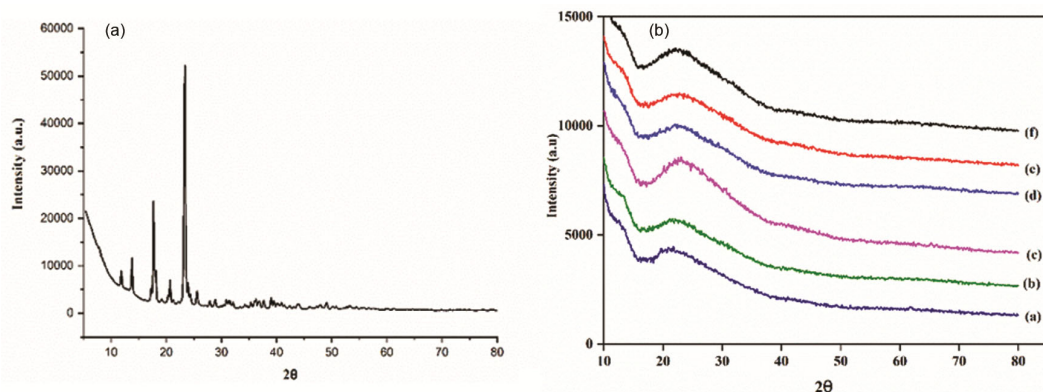 (a)
60000
50000
40000
30000
20000
10000
0
Intensity (a.u.)
10 20 30 40 50 60 70 80
2θ
(b)
15000
10000
5000
0
Intensity (a.u)
(f)
(e)
(d)
(c)
(b)
(a)
10 20 30 40 50 60 70 80
2θ